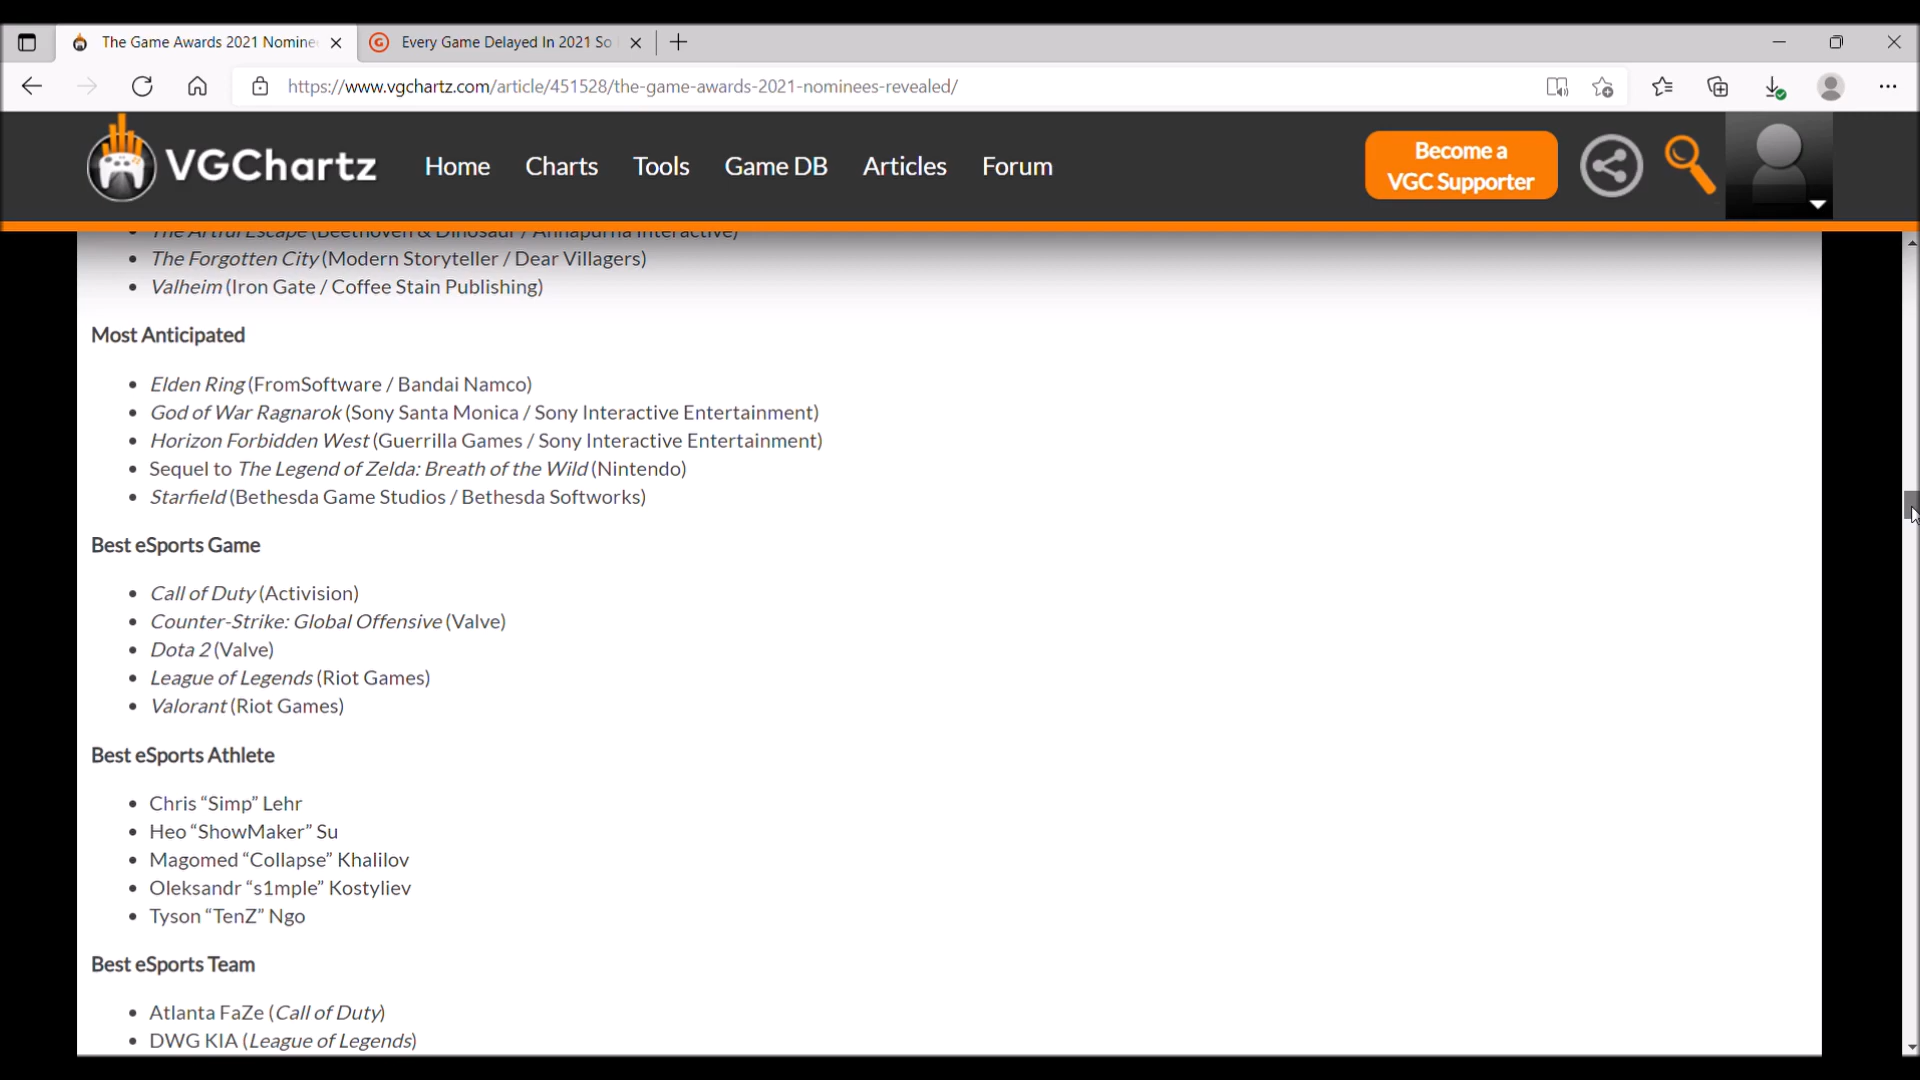 The Game Awards 2021 Nomine
Every Game Delayed In 2021 So
https://www.vgchartz.com/article/451528/the-game-awards-2021-nominees-revealed/
VGChartz
Home
Charts
Tools
Game DB
Articles
Forum
Become a
VGC Supporter
The Artful Escape (Beethoven & Dinosaur / Annapurna Interactive)
The Forgotten City (Modern Storyteller / Dear Villagers)
Valheim (Iron Gate / Coffee Stain Publishing)
Most Anticipated
Elden Ring (FromSoftware / Bandai Namco)
God of War Ragnarok (Sony Santa Monica / Sony Interactive Entertainment)
Horizon Forbidden West (Guerrilla Games / Sony Interactive Entertainment)
Sequel to The Legend of Zelda: Breath of the Wild (Nintendo)
Starfield (Bethesda Game Studios / Bethesda Softworks)
Best eSports Game
Call of Duty (Activision)
Counter-Strike: Global Offensive (Valve)
Dota 2 (Valve)
League of Legends (Riot Games)
Valorant (Riot Games)
Best eSports Athlete
Chris “Simp” Lehr
Heo “ShowMaker” Su
Magomed “Collapse” Khalilov
Oleksandr “s1mple” Kostyliev
Tyson “TenZ” Ngo
Best eSports Team
Atlanta FaZe (Call of Duty)
DWG KIA (League of Legends)